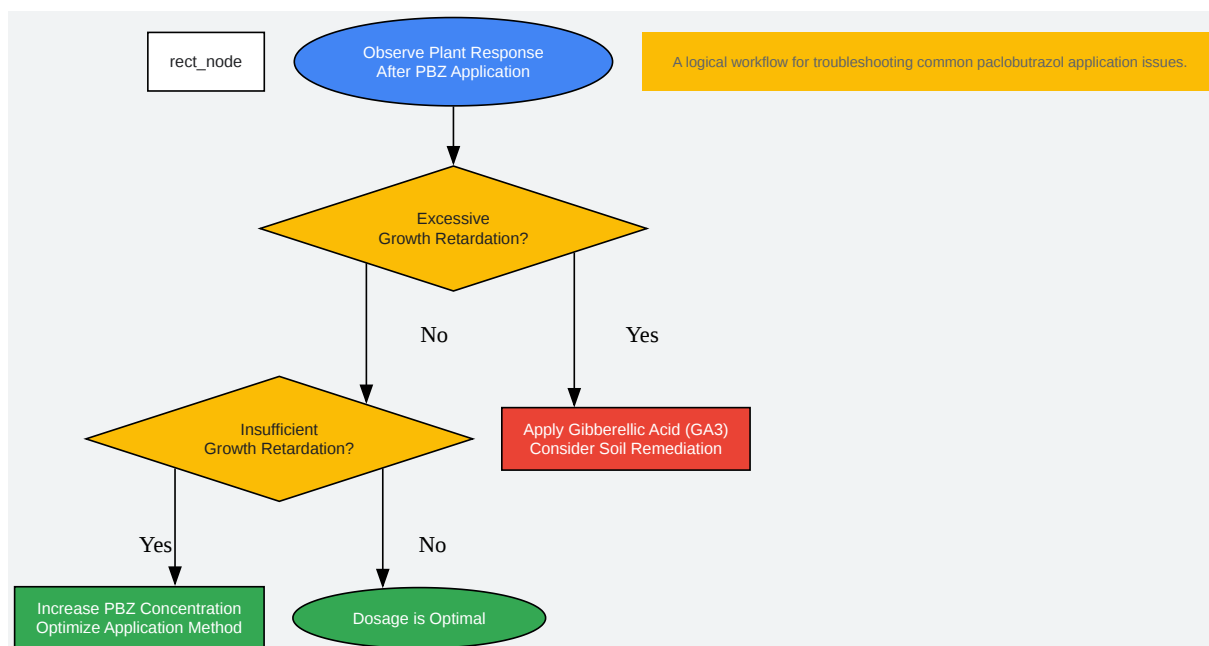 rect_node
Observe Plant Response
After PBZ Application
A logical workflow for troubleshooting common paclobutrazol application issues.
Excessive
Growth Retardation?
No
Yes
Insufficient
Growth Retardation?
Apply Gibberellic Acid (GA3)
Consider Soil Remediation
Yes
No
Increase PBZ Concentration
Optimize Application Method
Dosage is Optimal